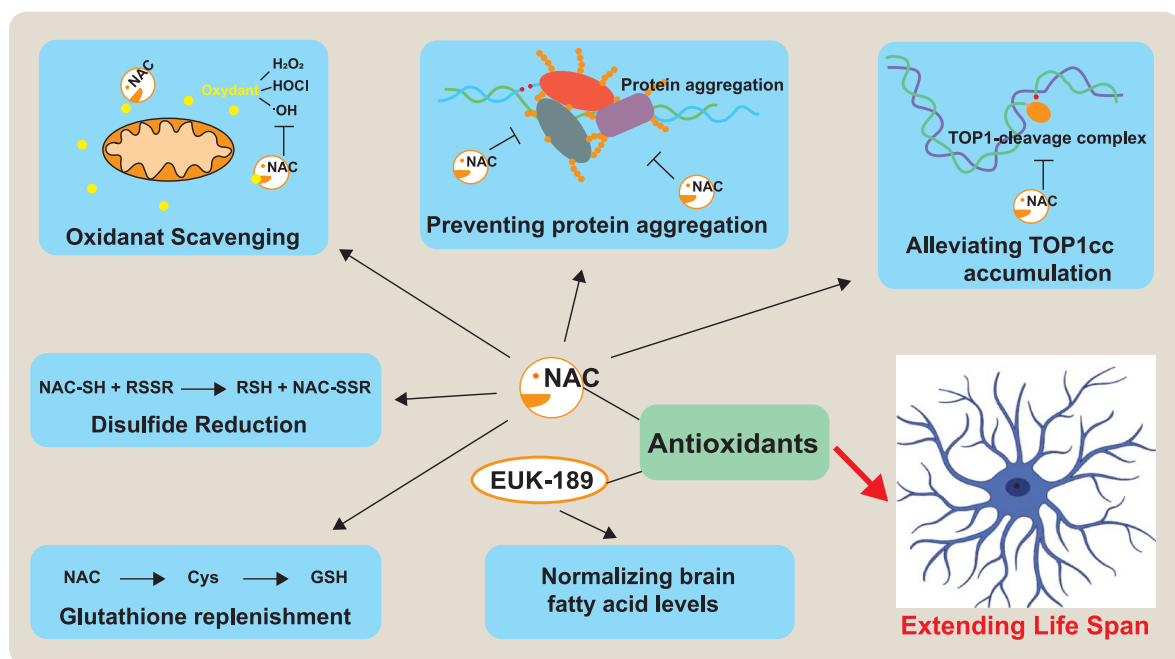 NAC
Oxydant
H₂O₂
HOCl
·OH
NAC
Oxidanat Scavenging
Protein aggregation
NAC
NAC
Preventing protein aggregation
TOP1-cleavage complex
NAC
Alleviating TOP1cc
accumulation
NAC-SH + RSSR → RSH + NAC-SSR
Disulfide Reduction
NAC
Antioxidants
EUK-189
NAC → Cys → GSH
Glutathione replenishment
Normalizing brain
fatty acid levels
Extending Life Span